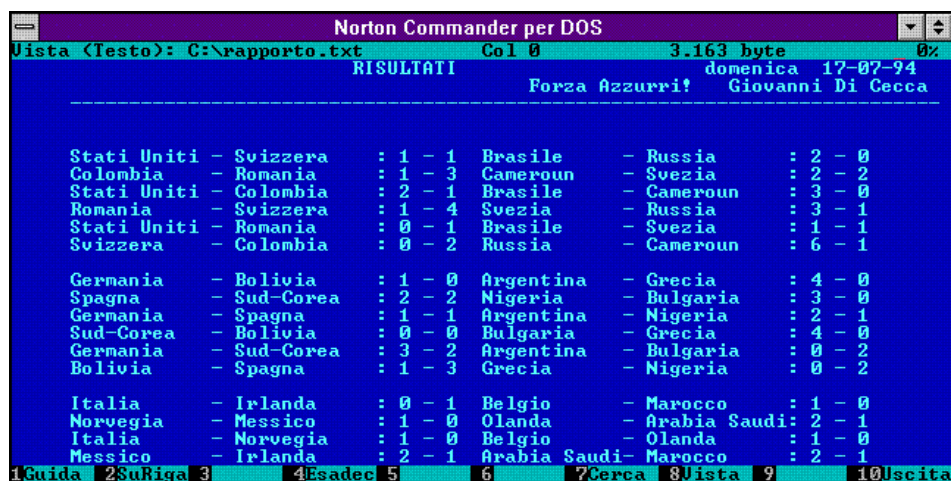 Norton Commander per DOS
Vista (Testo): C:\rapporto.txt Col 0 3.163 byte 0%
RISULTATI domenica 17-07-94
Forza Azzurri! Giovanni Di Cecca
Stati Uniti - Svizzera : 1 - 1 Brasile - Russia : 2 - 0
Colombia - Romania : 1 - 3 Cameroun - Svezia : 2 - 2
Stati Uniti - Colombia : 2 - 1 Brasile - Cameroun : 3 - 0
Romania - Svizzera : 1 - 4 Svezia - Russia : 3 - 1
Stati Uniti - Romania : 0 - 1 Brasile - Svezia : 1 - 1
Svizzera - Colombia : 0 - 2 Russia - Cameroun : 6 - 1
Germania - Bolivia : 1 - 0 Argentina - Grecia : 4 - 0
Spagna - Sud-Corea : 2 - 2 Nigeria - Bulgaria : 3 - 0
Germania - Spagna : 1 - 1 Argentina - Nigeria : 2 - 1
Sud-Corea - Bolivia : 0 - 0 Bulgaria - Grecia : 4 - 0
Germania - Sud-Corea : 3 - 2 Argentina - Bulgaria : 0 - 2
Bolivia - Spagna : 1 - 3 Grecia - Nigeria : 0 - 2
Italia - Irlanda : 0 - 1 Belgio - Marocco : 1 - 0
Norvegia - Messico : 1 - 0 Olanda - Arabia Saudi: 2 - 1
Italia - Norvegia : 1 - 0 Belgio - Olanda : 1 - 0
Messico - Irlanda : 2 - 1 Arabia Saudi- Marocco : 2 - 1
1Guida 2SuRiga 3 4Esadec 5 6 7Cerca 8Vista 9 10Uscita